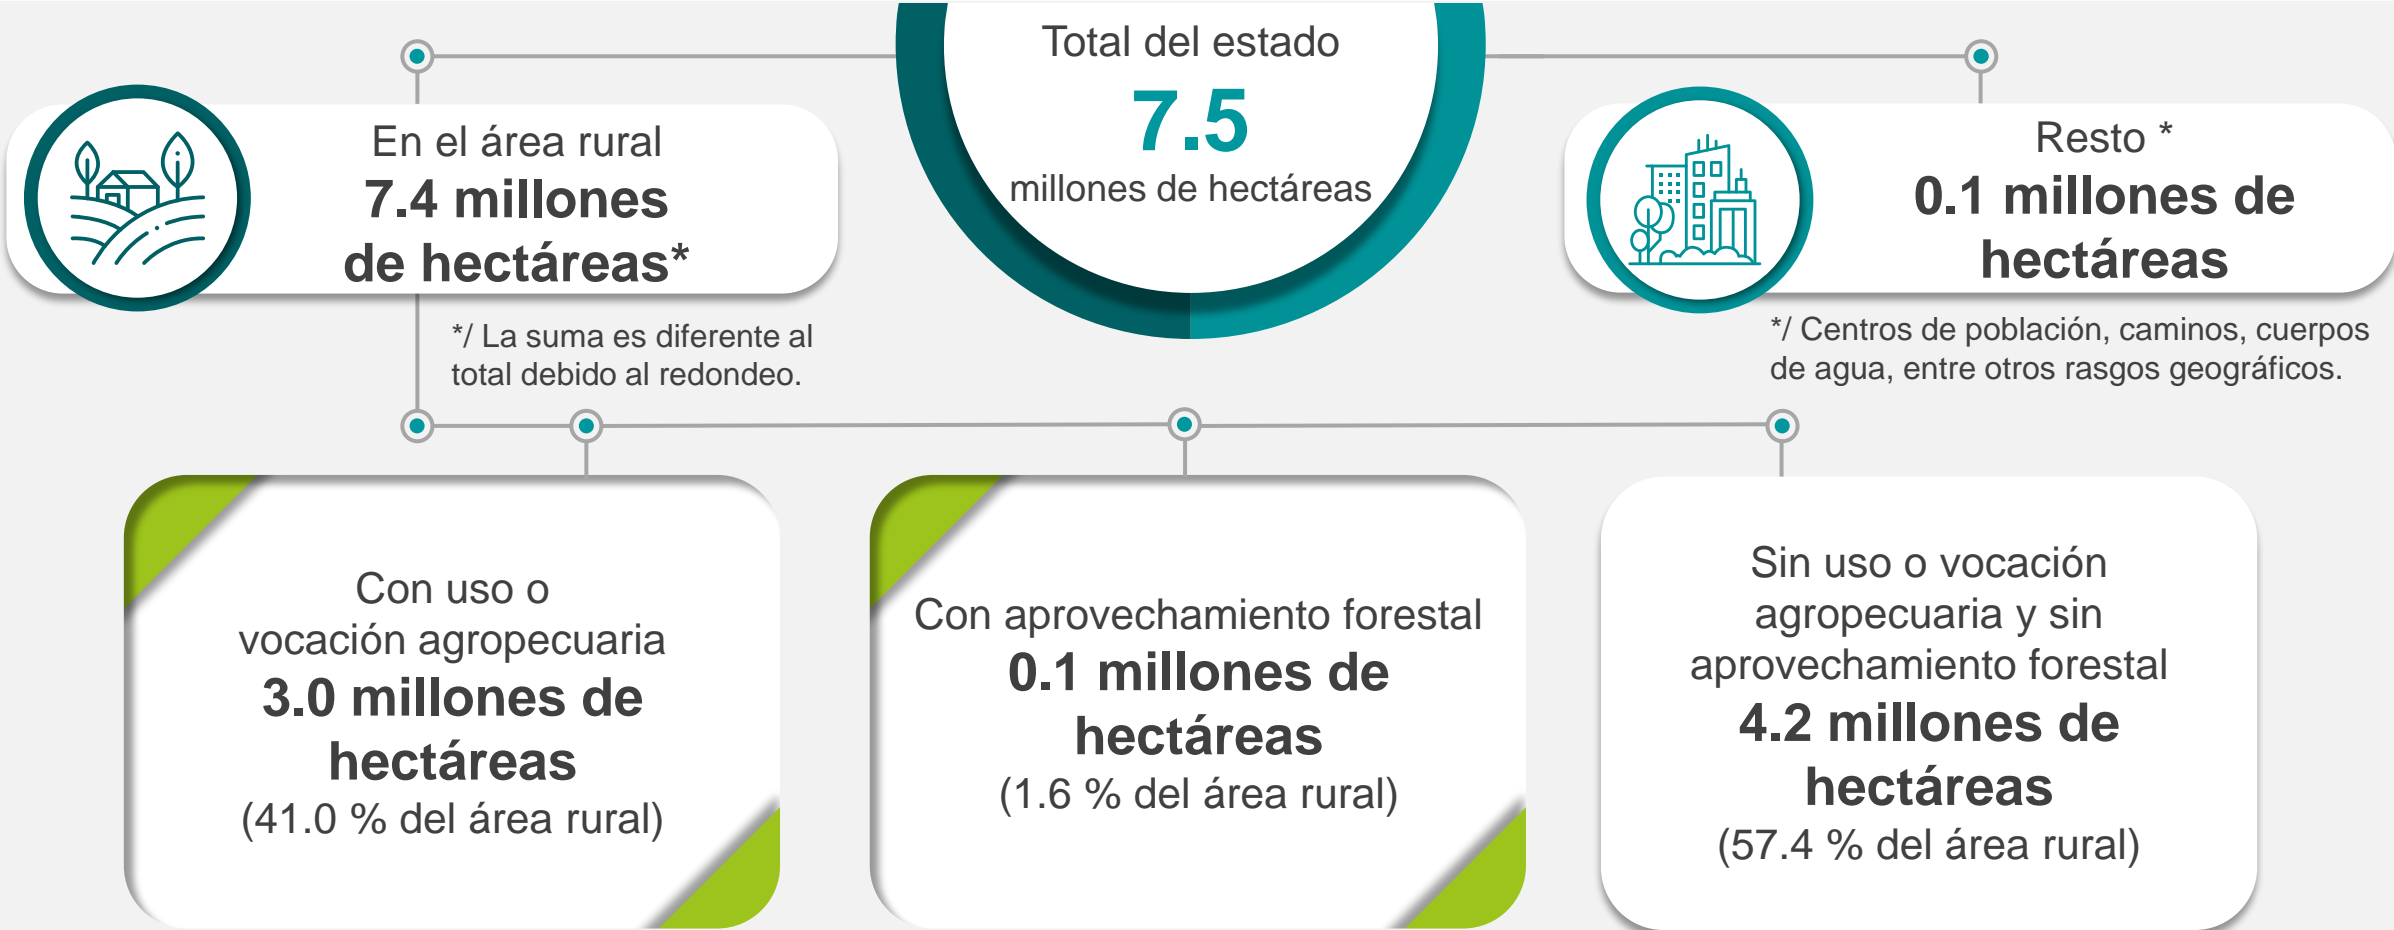 Total del estado
7.5
millones de hectáreas
En el área rural
7.4 millones
de hectáreas*
*/ La suma es diferente al
total debido al redondeo.
Resto *
0.1 millones de
hectáreas
*/ Centros de población, caminos, cuerpos
de agua, entre otros rasgos geográficos.
Con uso o
vocación agropecuaria
3.0 millones de
hectáreas
(41.0 % del área rural)
Con aprovechamiento forestal
0.1 millones de
hectáreas
(1.6 % del área rural)
Sin uso o vocación
agropecuaria y sin
aprovechamiento forestal
4.2 millones de
hectáreas
(57.4 % del área rural)